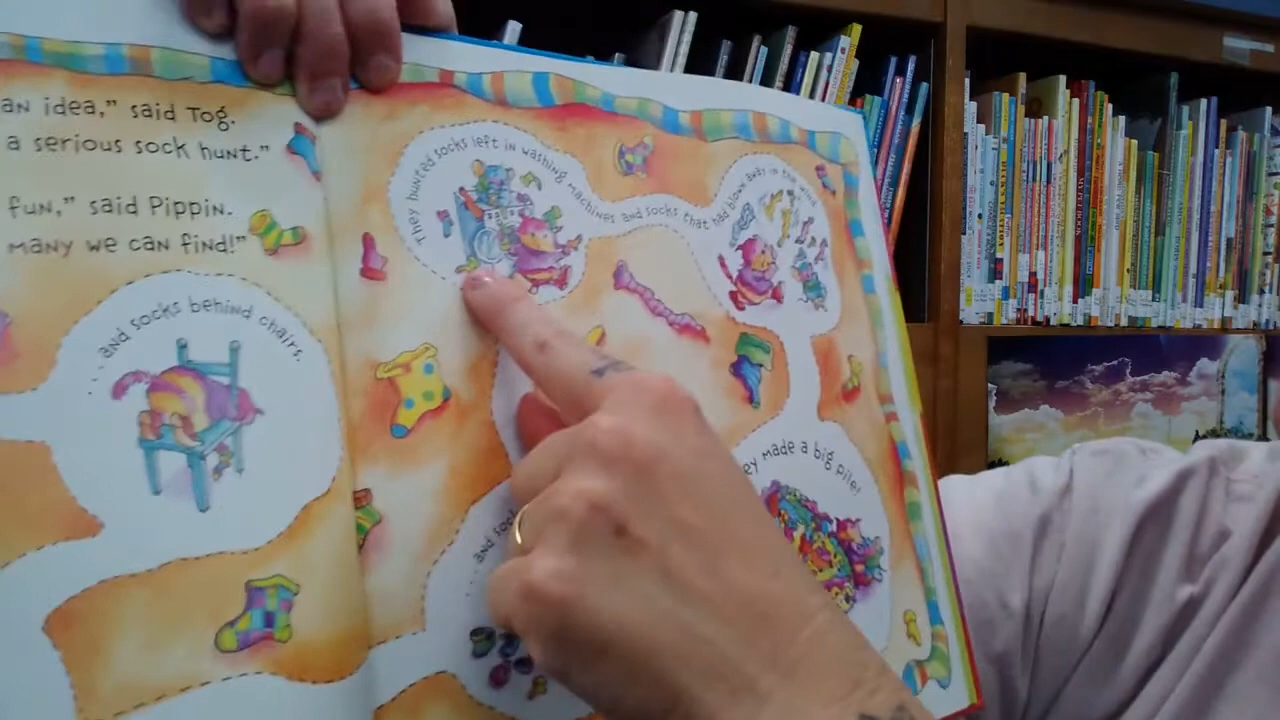 an idea," said Tog.
a serious sock hunt."
fun," said Pippin.
many we can find!"
...and socks behind chairs.
They hunted socks left in washing machines and socks that had blown away in the wind
...and soc
ey made a big pile!